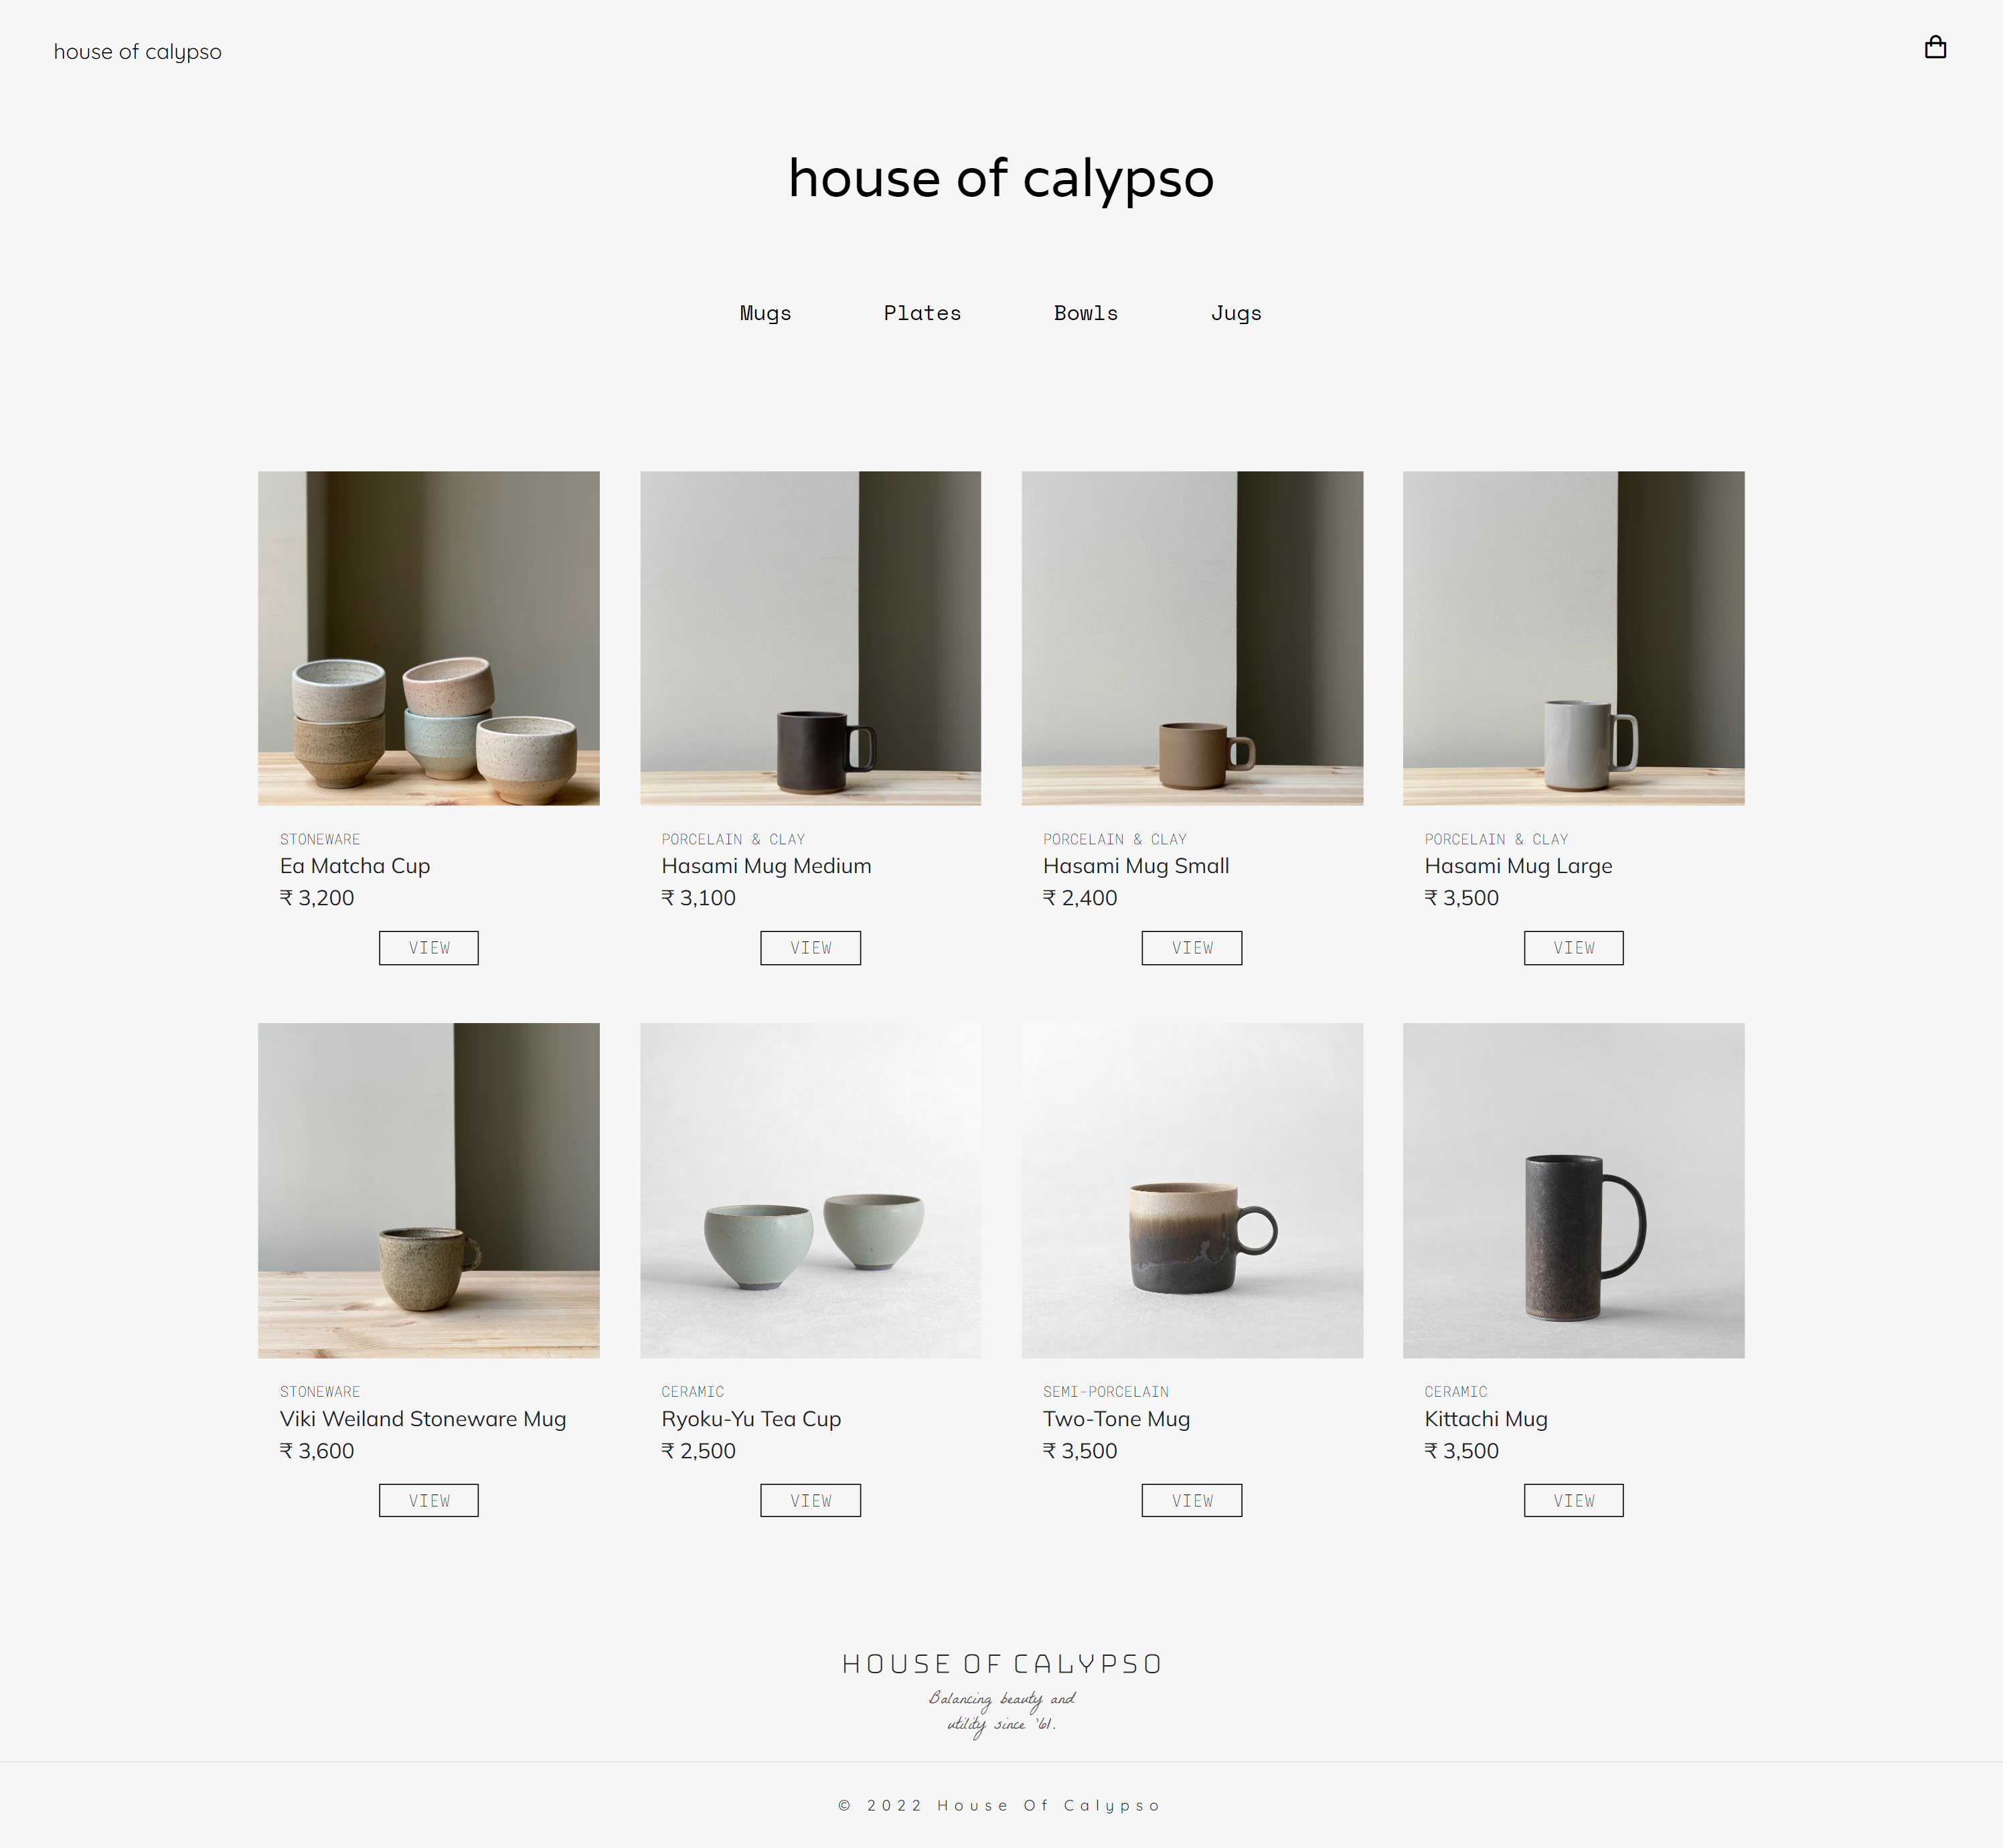 house of calypso
house of calypso
Mugs Plates Bowls Jugs
STONEWARE
Ea Matcha Cup
₹ 3,200
VIEW
PORCELAIN & CLAY
Hasami Mug Medium
₹ 3,100
VIEW
PORCELAIN & CLAY
Hasami Mug Small
₹ 2,400
VIEW
PORCELAIN & CLAY
Hasami Mug Large
₹ 3,500
VIEW
STONEWARE
Viki Weiland Stoneware Mug
₹ 3,600
VIEW
CERAMIC
Ryoku-Yu Tea Cup
₹ 2,500
VIEW
SEMI-PORCELAIN
Two-Tone Mug
₹ 3,500
VIEW
CERAMIC
Kittachi Mug
₹ 3,500
VIEW
HOUSE OF CALYPSO
Balancing beauty and
utility since '61.
© 2022 House Of Calypso